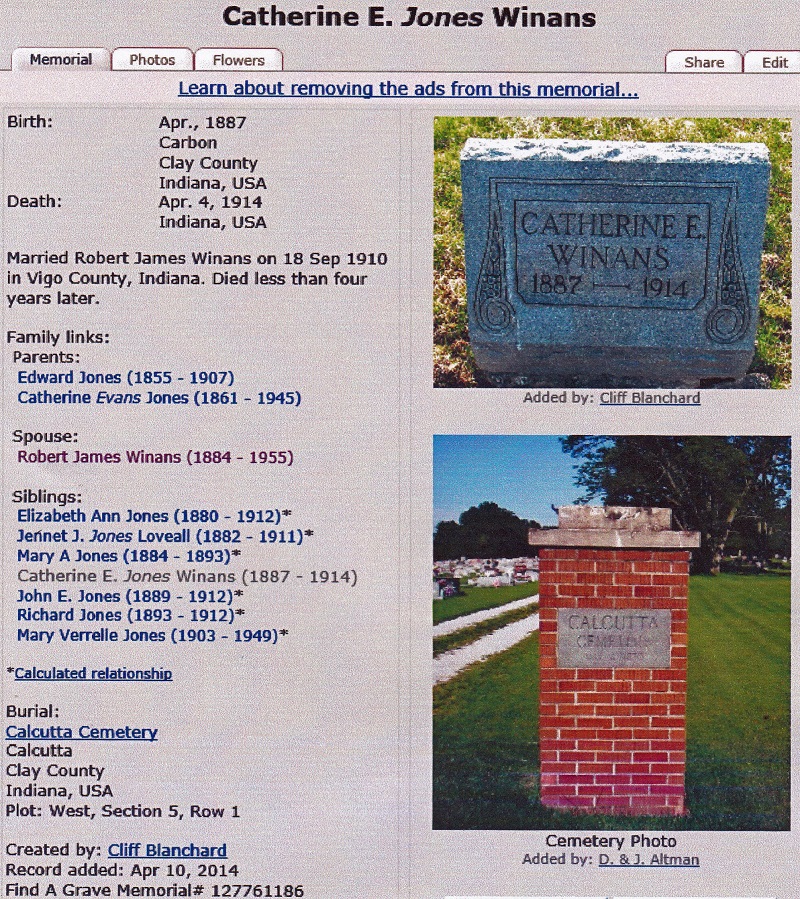 Catherine E. Jones Winans
Memorial
Photos
Flowers
Share
Edit
Learn about removing the ads from this memorial...
Birth:
Apr., 1887
Carbon
Clay County
Indiana, USA
Death:
Apr. 4, 1914
Indiana, USA
Married Robert James Winans on 18 Sep 1910
in Vigo County, Indiana. Died less than four
years later.
Family links:
Parents:
Edward Jones (1855 - 1907)
Catherine Evans Jones (1861 - 1945)
Spouse:
Robert James Winans (1884 - 1955)
Siblings:
Elizabeth Ann Jones (1880 - 1912)*
Jennet J. Jones Loveall (1882 - 1911)*
Mary A Jones (1884 - 1893)*
Catherine E. Jones Winans (1887 - 1914)
John E. Jones (1889 - 1912)*
Richard Jones (1893 - 1912)*
Mary Verrelle Jones (1903 - 1949)*
*Calculated relationship
Burial:
Calcutta Cemetery
Calcutta
Clay County
Indiana, USA
Plot: West, Section 5, Row 1
Created by: Cliff Blanchard
Record added: Apr 10, 2014
Find A Grave Memorial# 127761186
CATHERINE E.
WINANS
1887 — 1914
Added by: Cliff Blanchard
CALCUTTA
CEMETERY
Cemetery Photo
Added by: D. & J. Altman